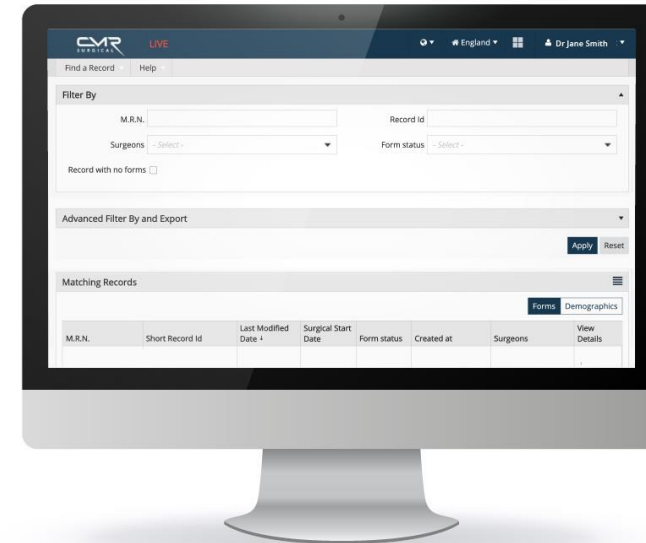 CMR SURGICAL LIVE England Dr Jane Smith
Find a Record Help
Filter By
M.R.N. Record Id
Surgeons - Select - Form status - Select -
Record with no forms
Advanced Filter By and Export
Apply Reset
Matching Records
Forms Demographics
M.R.N. Short Record Id Last Modified Date Surgical Start Date Form status Created at Surgeons View Details